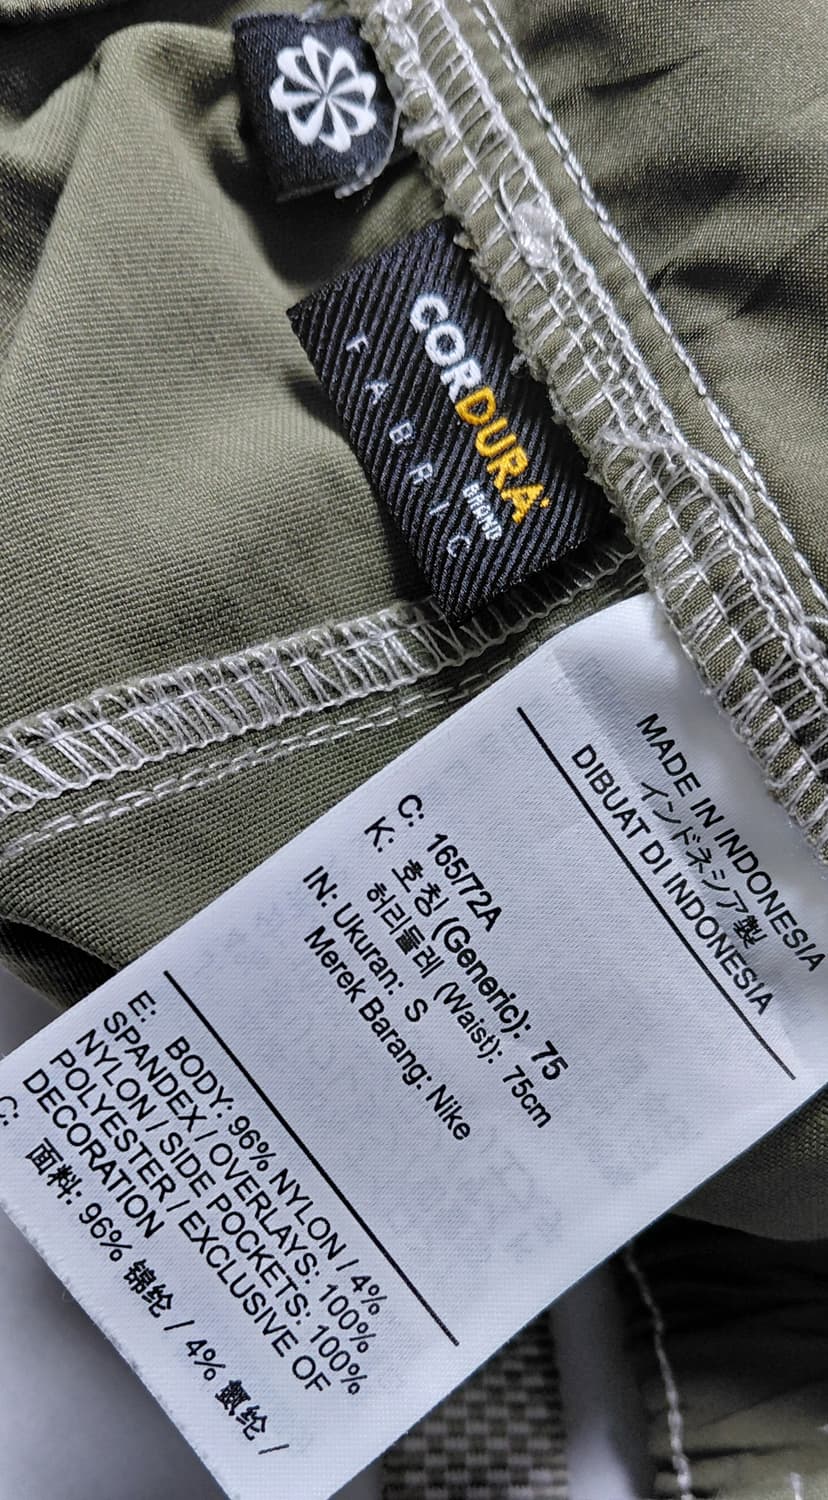 CORDURA
BRAND
FABRIC
MADE IN INDONESIA
インドネシア製
DIBUAT DI INDONESIA
C: 165/72A
K: 호칭 (Generic): 75
허리둘레 (Waist): 75cm
IN: Ukuran: S
Merek Barang: Nike
E: BODY: 96% NYLON / 4%
SPANDEX / OVERLAYS: 100%
NYLON / SIDE POCKETS: 100%
POLYESTER / EXCLUSIVE OF
DECORATION
C: 面料: 96% 锦纶 / 4% 氨纶 /